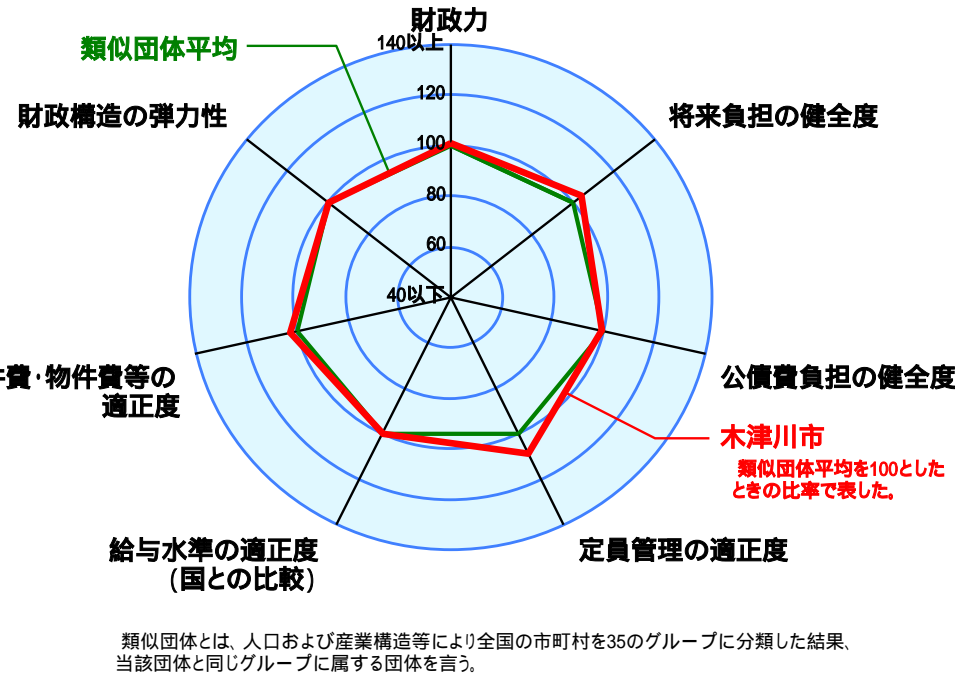 財政力
140以上
類似団体平均
120
財政構造の弾力性
将来負担の健全度
100
80
60
40以下
件費・物件費等の
適正度
公債費負担の健全度
木津川市
類似団体平均を100とした
ときの比率で表した。
給与水準の適正度
(国との比較)
定員管理の適正度
類似団体とは、人口および産業構造等により全国の市町村を35のグループに分類した結果、
当該団体と同じグループに属する団体を言う。